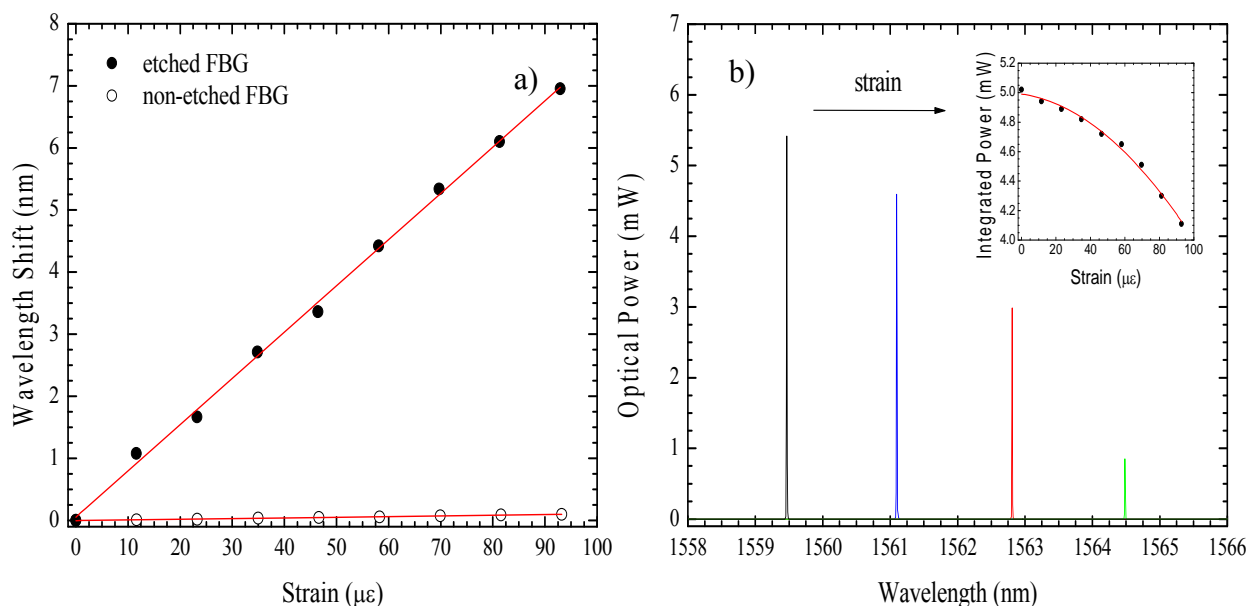 etched FBG
non-etched FBG
a)
Wavelength Shift (nm)
8
7
6
5
4
3
2
1
0
0 10 20 30 40 50 60 70 80 90 100
Strain (με)
b)
strain
Optical Power (mW)
7
6
5
4
3
2
1
0
1558 1559 1560 1561 1562 1563 1564 1565 1566
Wavelength (nm)
Integrated Power (mW)
5.2
5.0
4.8
4.6
4.4
4.2
4.0
0 20 40 60 80 100
Strain (με)